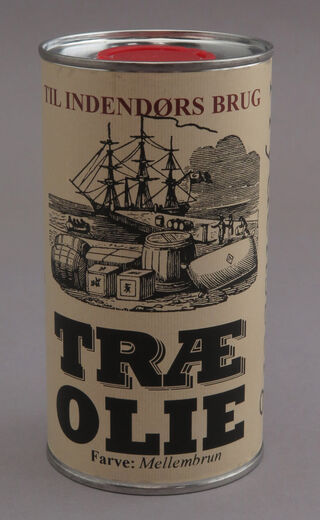 TIL INDENDØRS BRUG
TRÆ
OLIE
Farve: Mellembrun